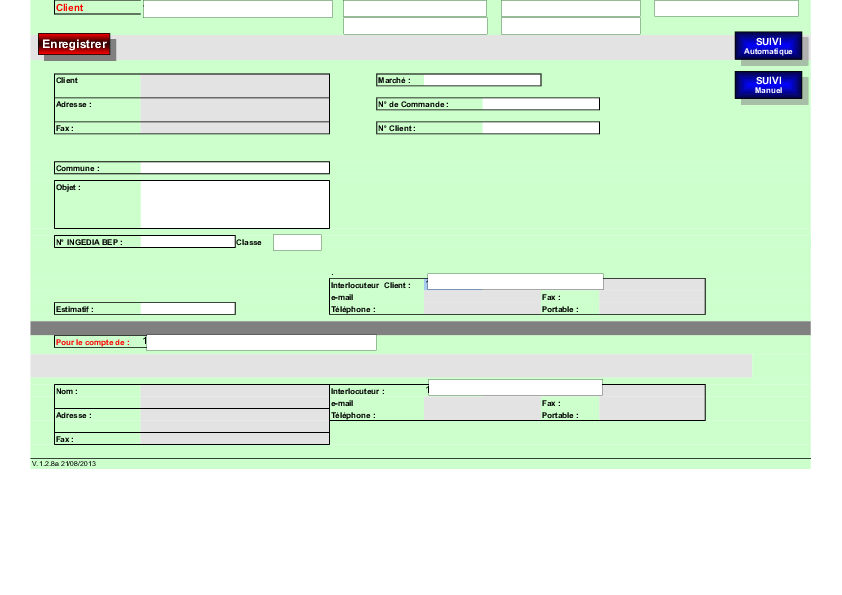 Client
Enregistrer
SUIVI
Automatique
SUIVI
Manuel
Client
Marché :
Adresse :
N° de Commande :
Fax :
N° Client :
Commune :
Objet :
N° INGEDIA BEP :
Classe
Interlocuteur Client :
e-mail
Fax :
Estimatif :
Téléphone :
Portable :
Pour le compte de :
Nom :
Interlocuteur :
e-mail
Fax :
Adresse :
Téléphone :
Portable :
Fax :
V.1.2.8a 21/08/2013